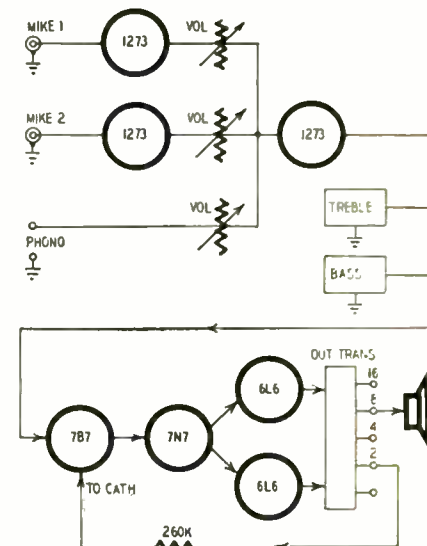 MIKE 1
1273
VOL
MIKE 2
1273
VOL
1273
VOL
PHONO
TREBLE
BASS
OUT TRANS
16
8
4
2
6L6
7B7
7N7
6L6
TO CATH
260K